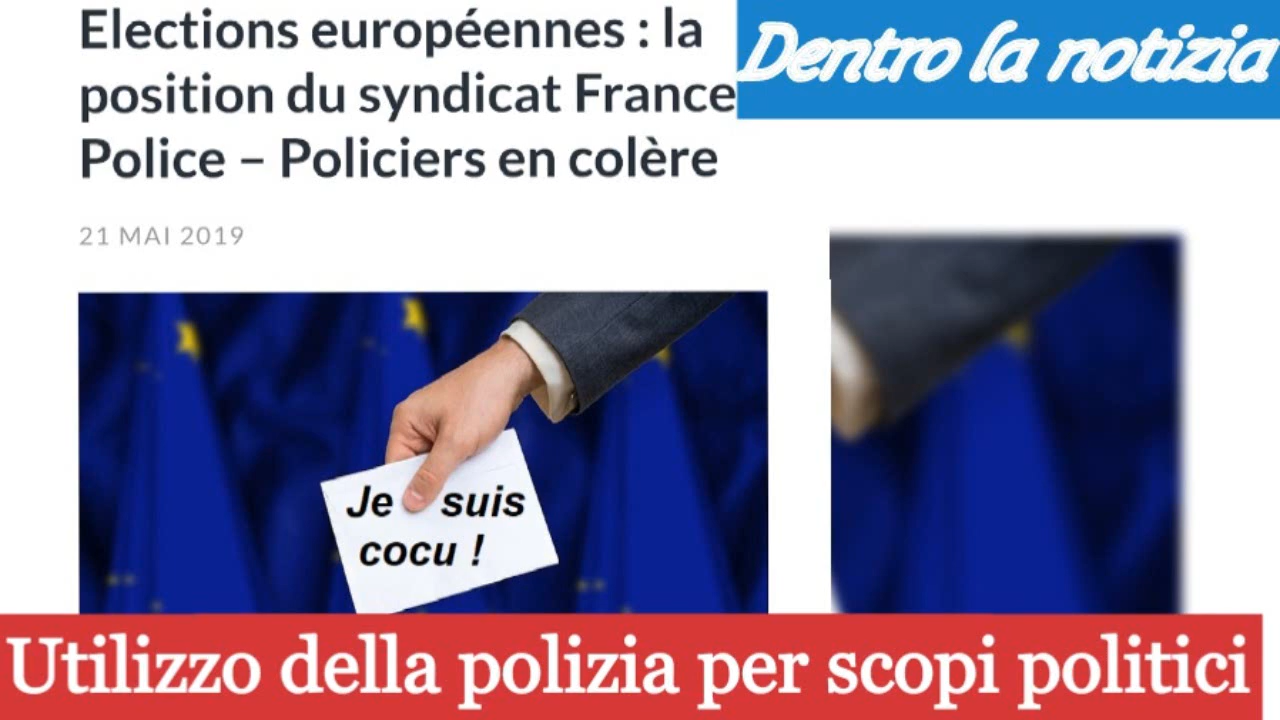 Elections européennes : la
position du syndicat France
Police – Policiers en colère
Dentro la notizia
21 MAI 2019
Je suis
cocu !
Utilizzo della polizia per scopi politici